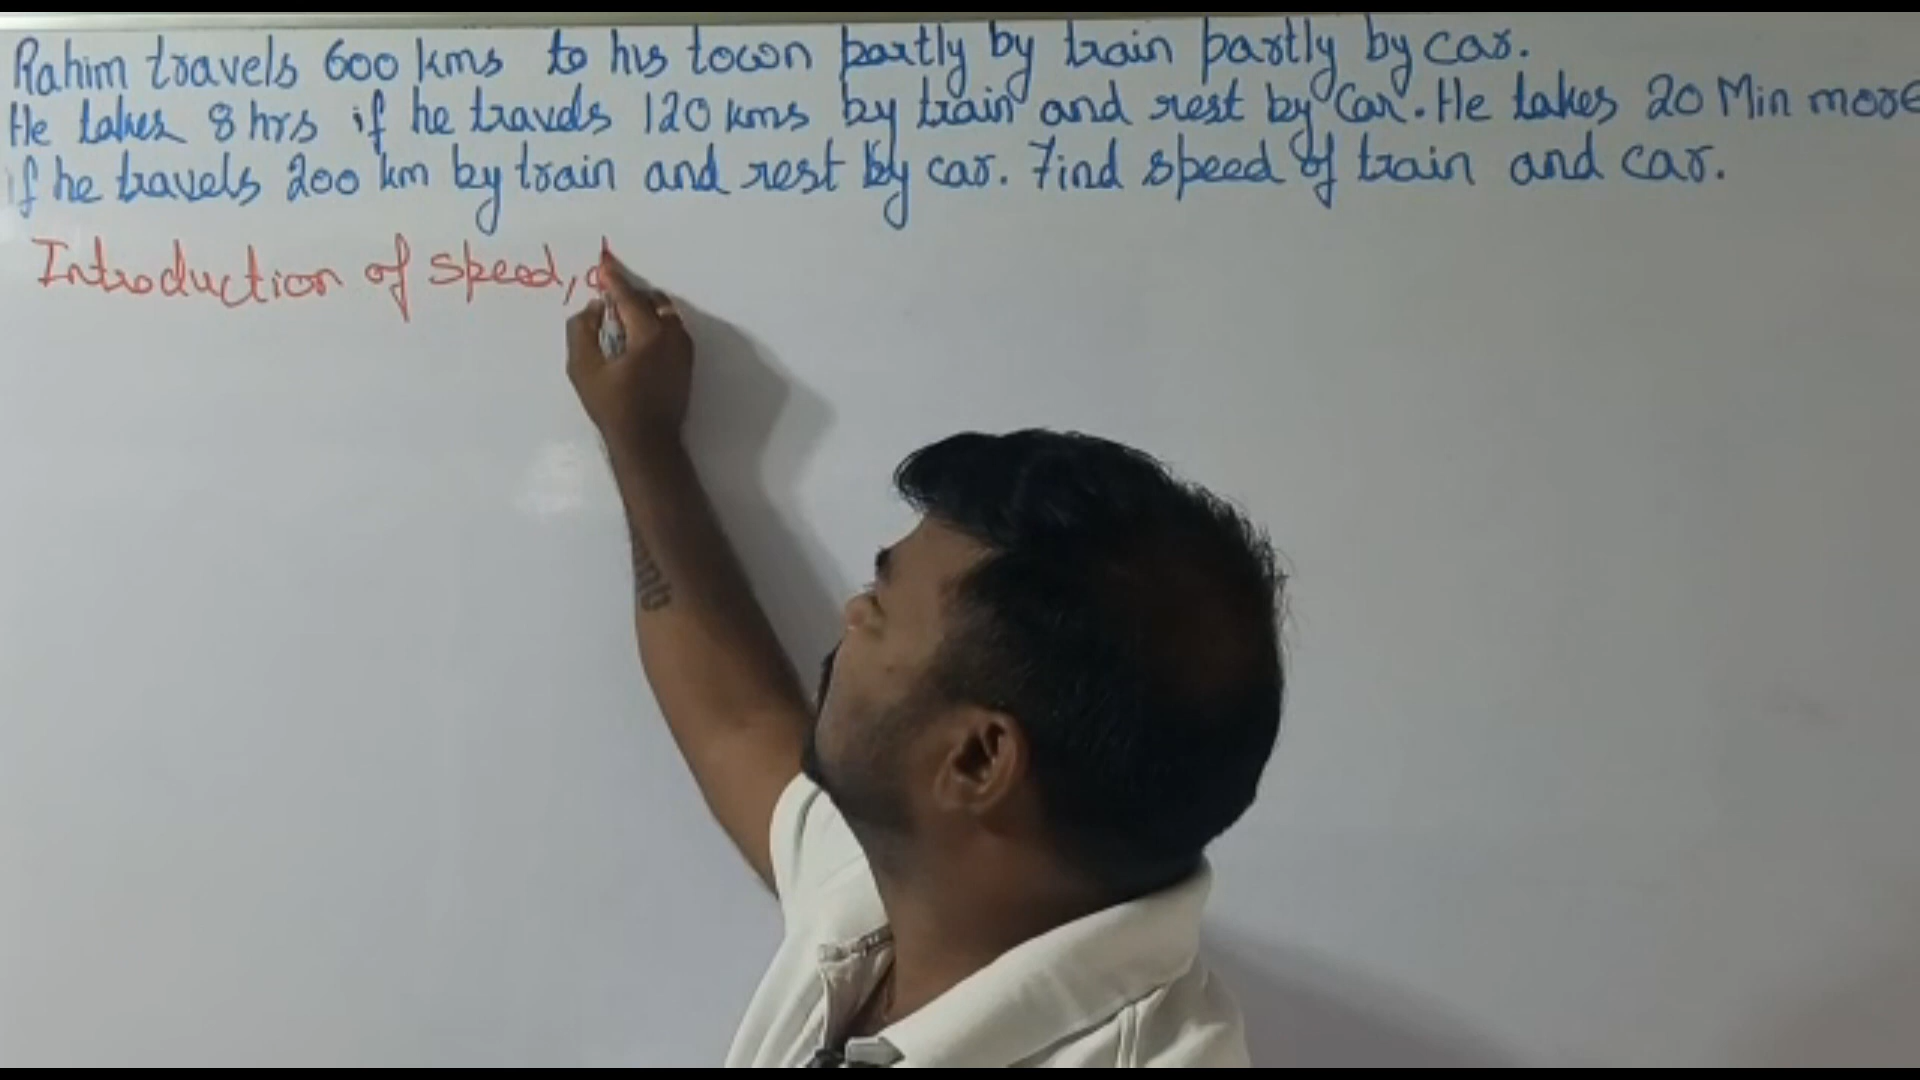 Rahim travels 600 kms to his town partly by train partly by car.
He takes 8 hrs if he travels 120 kms by train and rest by Car. He takes 20 Min more
if he travels 200 km by train and rest by car. Find speed of train and car.
Introduction of speed, d